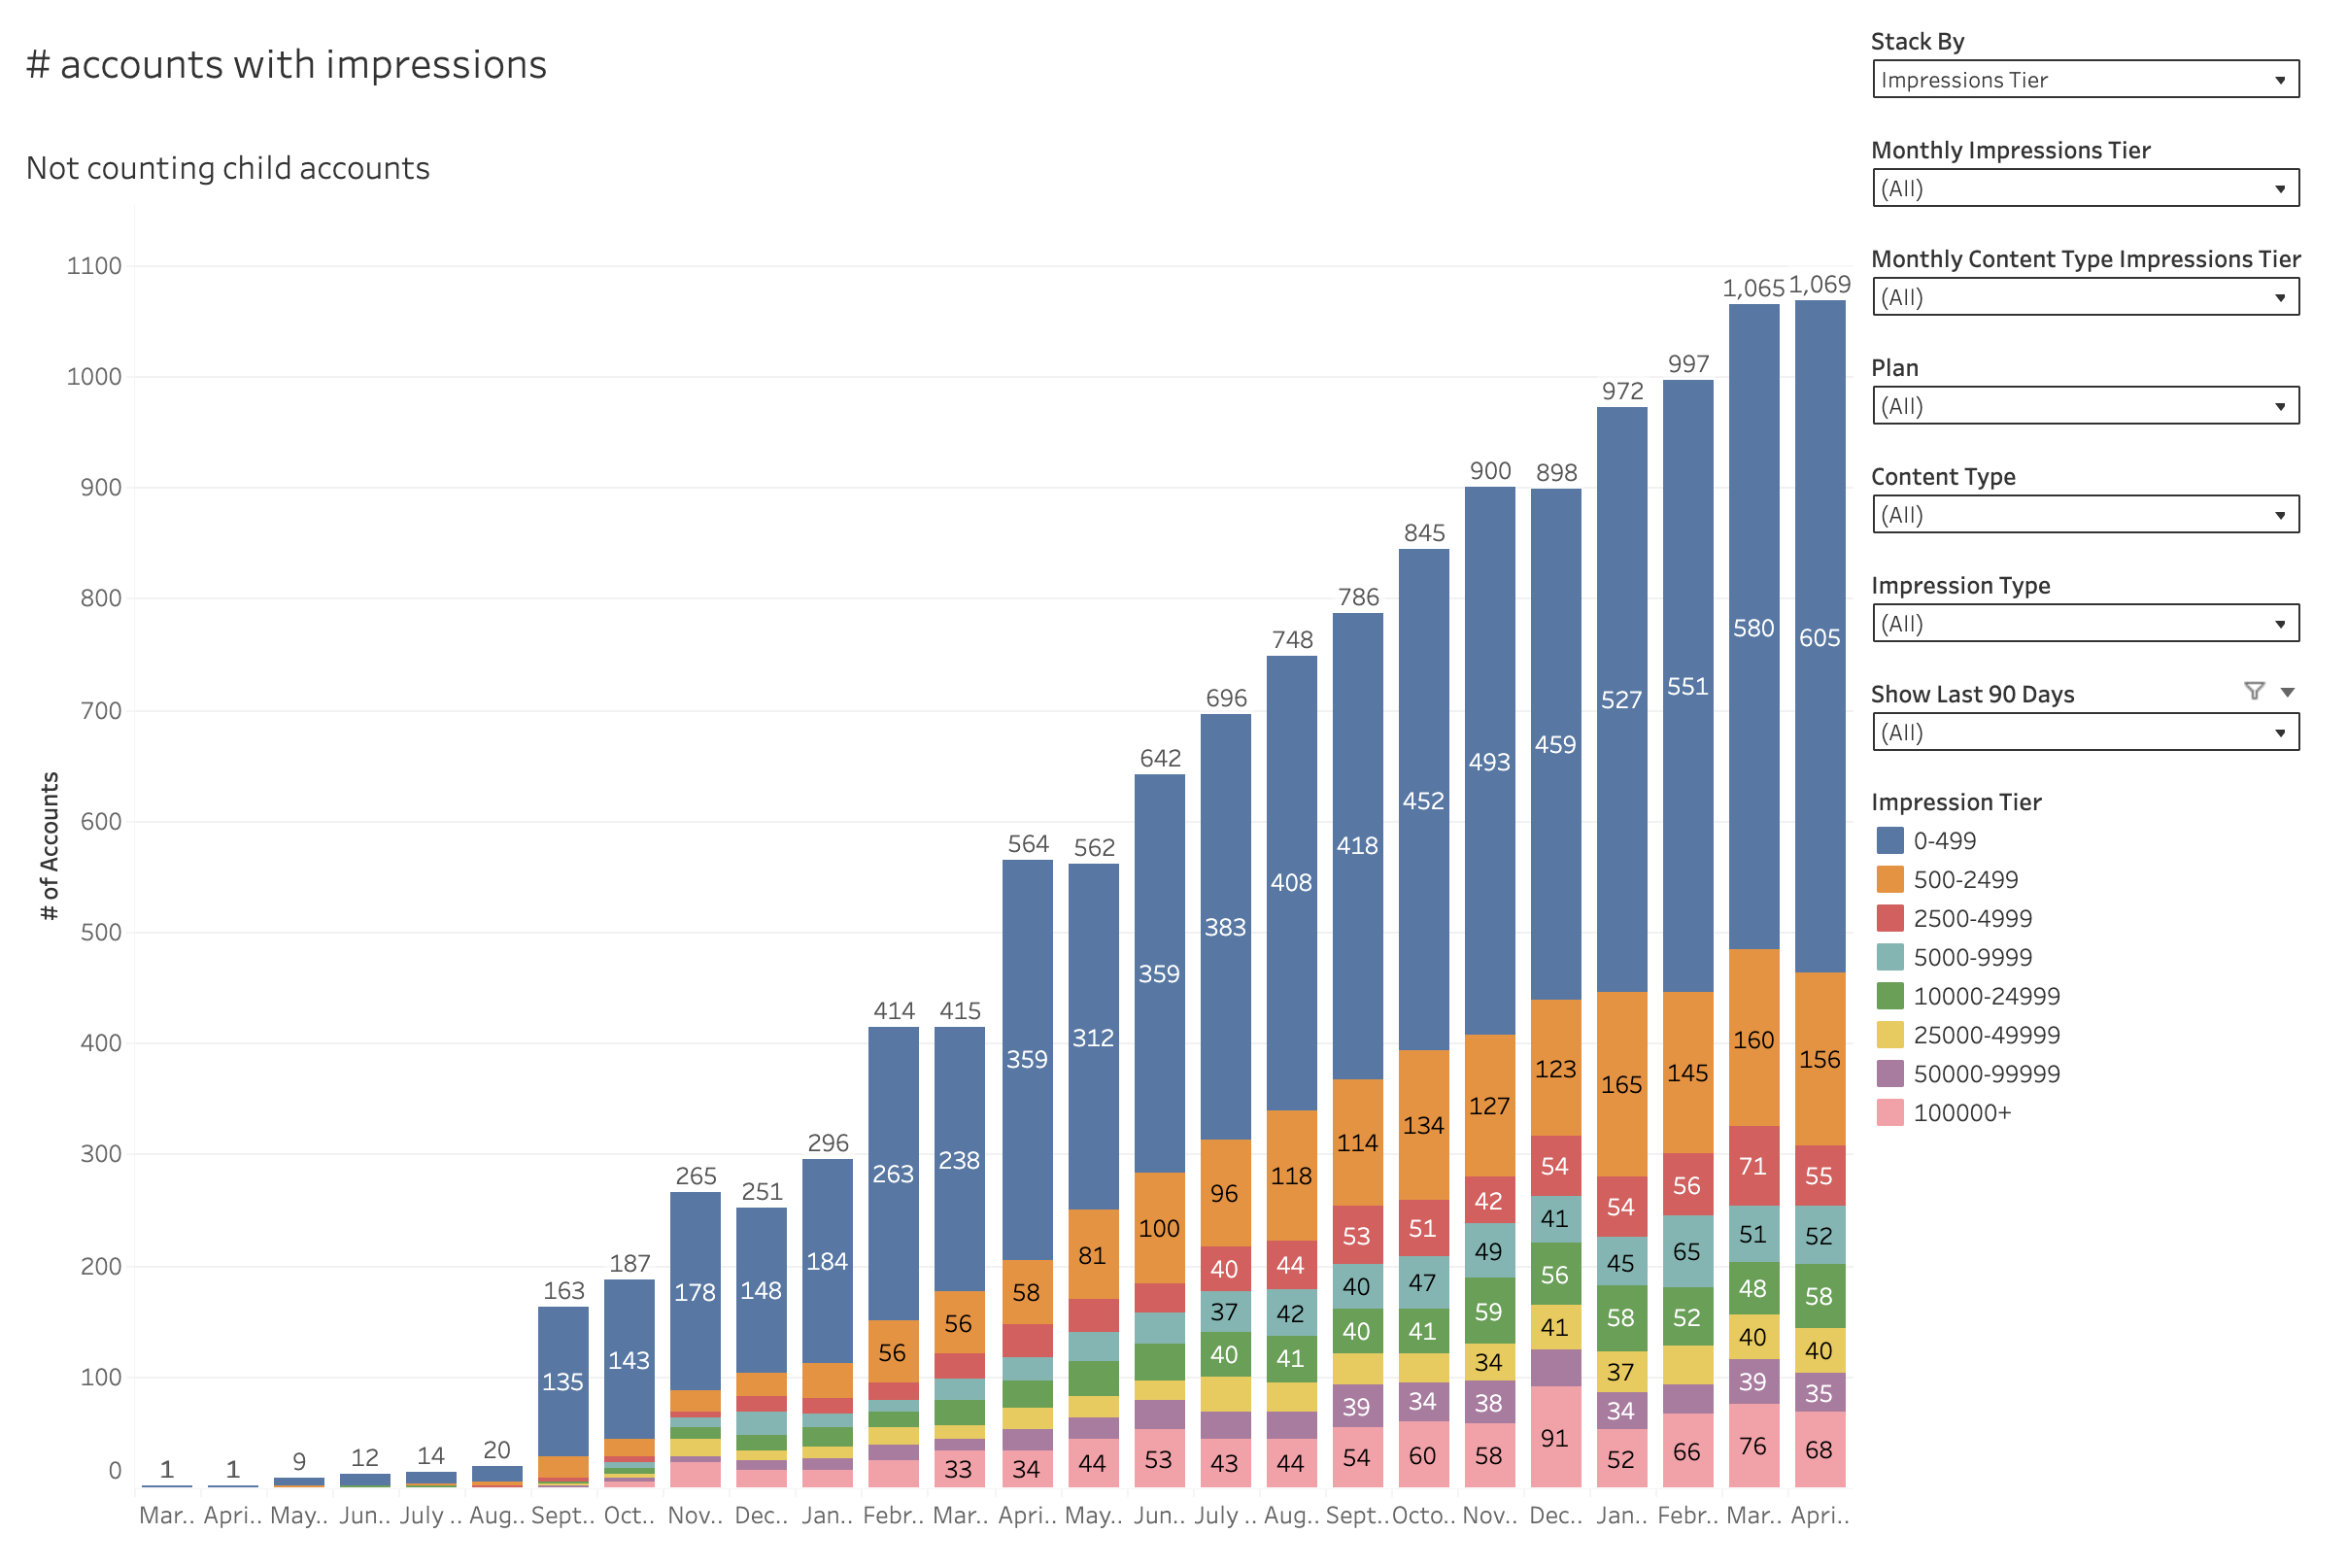 # accounts with impressions
Not counting child accounts
# of Accounts
1100
1000
900
800
700
600
500
400
300
200
100
0
1 1 9 12 14 20 163 187 265 251 296 414 415 564 562 642 696 748 786 845 900 898 972 997 1,065 1,069
135 143 178 148 184 263 238 359 312 359 383 408 418 452 493 459 527 551 580 605
56 56 58 81 100 96 118 114 134 127 123 165 145 160 156
40 44 53 51 42 54 54 56 71 55
37 42 40 47 49 41 45 65 51 52
40 41 40 41 59 56 58 52 48 58
34 41 37 40 40
39 34 38 34 39 35
33 34 44 53 43 44 54 60 58 91 52 66 76 68
Mar.. Apri.. May.. Jun.. July .. Aug.. Sept.. Oct.. Nov.. Dec.. Jan.. Febr.. Mar.. Apri.. May.. Jun.. July .. Aug.. Sept.. Octo.. Nov.. Dec.. Jan.. Febr.. Mar.. Apri..
Stack By
Impressions Tier
Monthly Impressions Tier
(All)
Monthly Content Type Impressions Tier
(All)
Plan
(All)
Content Type
(All)
Impression Type
(All)
Show Last 90 Days
(All)
Impression Tier
0-499
500-2499
2500-4999
5000-9999
10000-24999
25000-49999
50000-99999
100000+